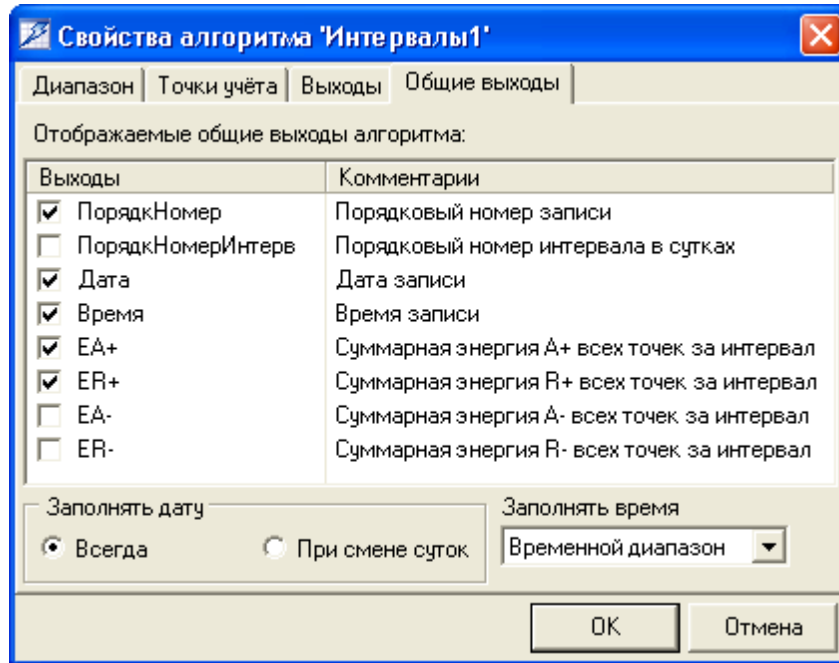 Свойства алгоритма 'Интервалы1'
Диапазон Точки учёта Выходы Общие выходы
Отображаемые общие выходы алгоритма:
Выходы Комментарии
ПорядкНомер Порядковый номер записи
ПорядкНомерИнтерв Порядковый номер интервала в сутках
Дата Дата записи
Время Время записи
EA+ Суммарная энергия A+ всех точек за интервал
ER+ Суммарная энергия R+ всех точек за интервал
EA- Суммарная энергия A- всех точек за интервал
ER- Суммарная энергия R- всех точек за интервал
Заполнять дату Заполнять время
Всегда При смене суток Временной диапазон
OK Отмена